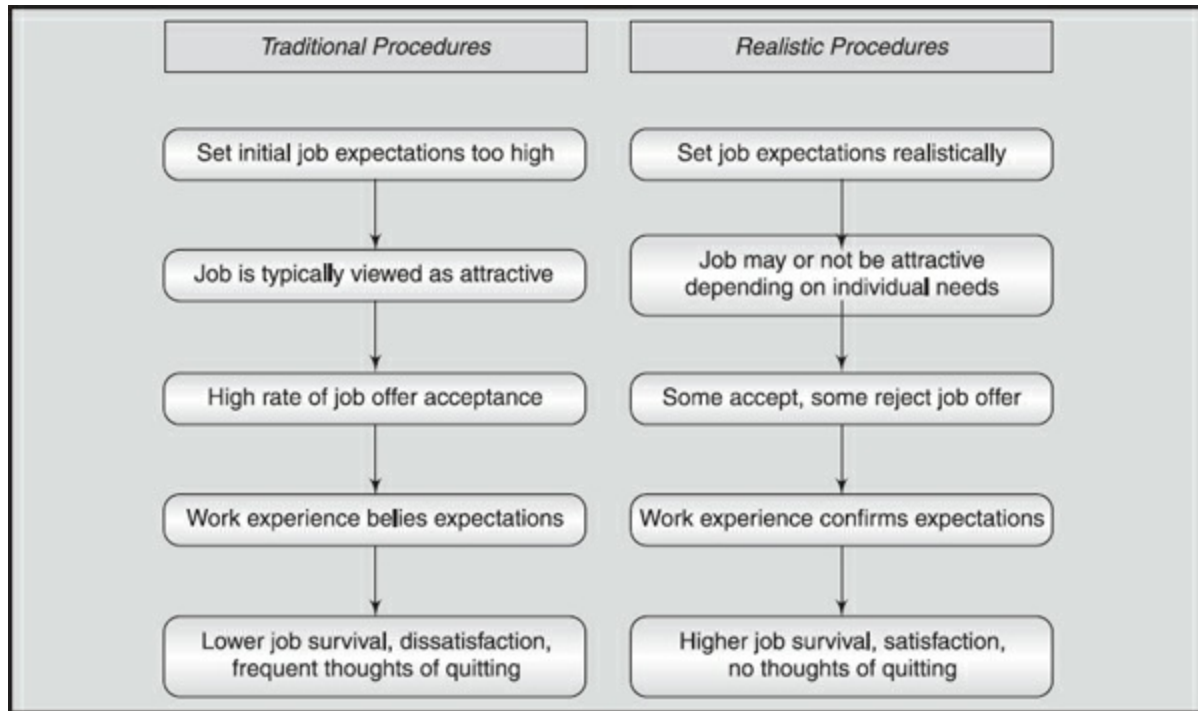 Traditional Procedures
Set initial job expectations too high
Job is typically viewed as attractive
High rate of job offer acceptance
Work experience belies expectations
Lower job survival, dissatisfaction,
frequent thoughts of quitting
Realistic Procedures
Set job expectations realistically
Job may or not be attractive
depending on individual needs
Some accept, some reject job offer
Work experience confirms expectations
Higher job survival, satisfaction,
no thoughts of quitting